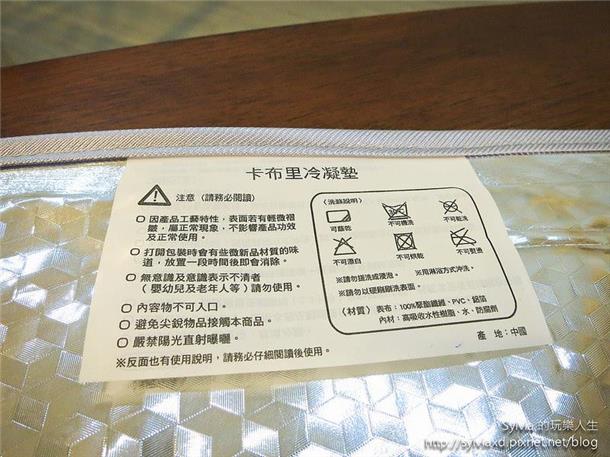 卡布里冷凝墊
注意（請務必閱讀）
○ 因產品工藝特性，表面若有輕微褶
皺，屬正常現象，不影響產品功效
及正常使用。
○ 打開包裝時會有些微新品材質的味
道，放置一段時間後即會消除。
○ 無意識及意識表示不清者
（嬰幼兒及老年人等）請勿使用。
○ 內容物不可入口。
○ 避免尖銳物品接觸本商品。
○ 嚴禁陽光直射曝曬。
※反面也有使用說明，請務必仔細閱讀後使用。
〈洗滌說明〉
可晾乾 不可機洗 不可乾洗
不可漂白 不可烘乾 不可熨燙
※請勿搓洗或浸泡。 ※用淋浴方式沖洗。
※請勿以硬刷刷洗表面。
〈材質〉 表布：100%聚酯纖維、PVC、鋁箔
內材：高吸收水性樹脂、水、防腐劑
產 地：中國
Sylvia 的玩樂人生
http://sylviaxd.pixnet.net/blog